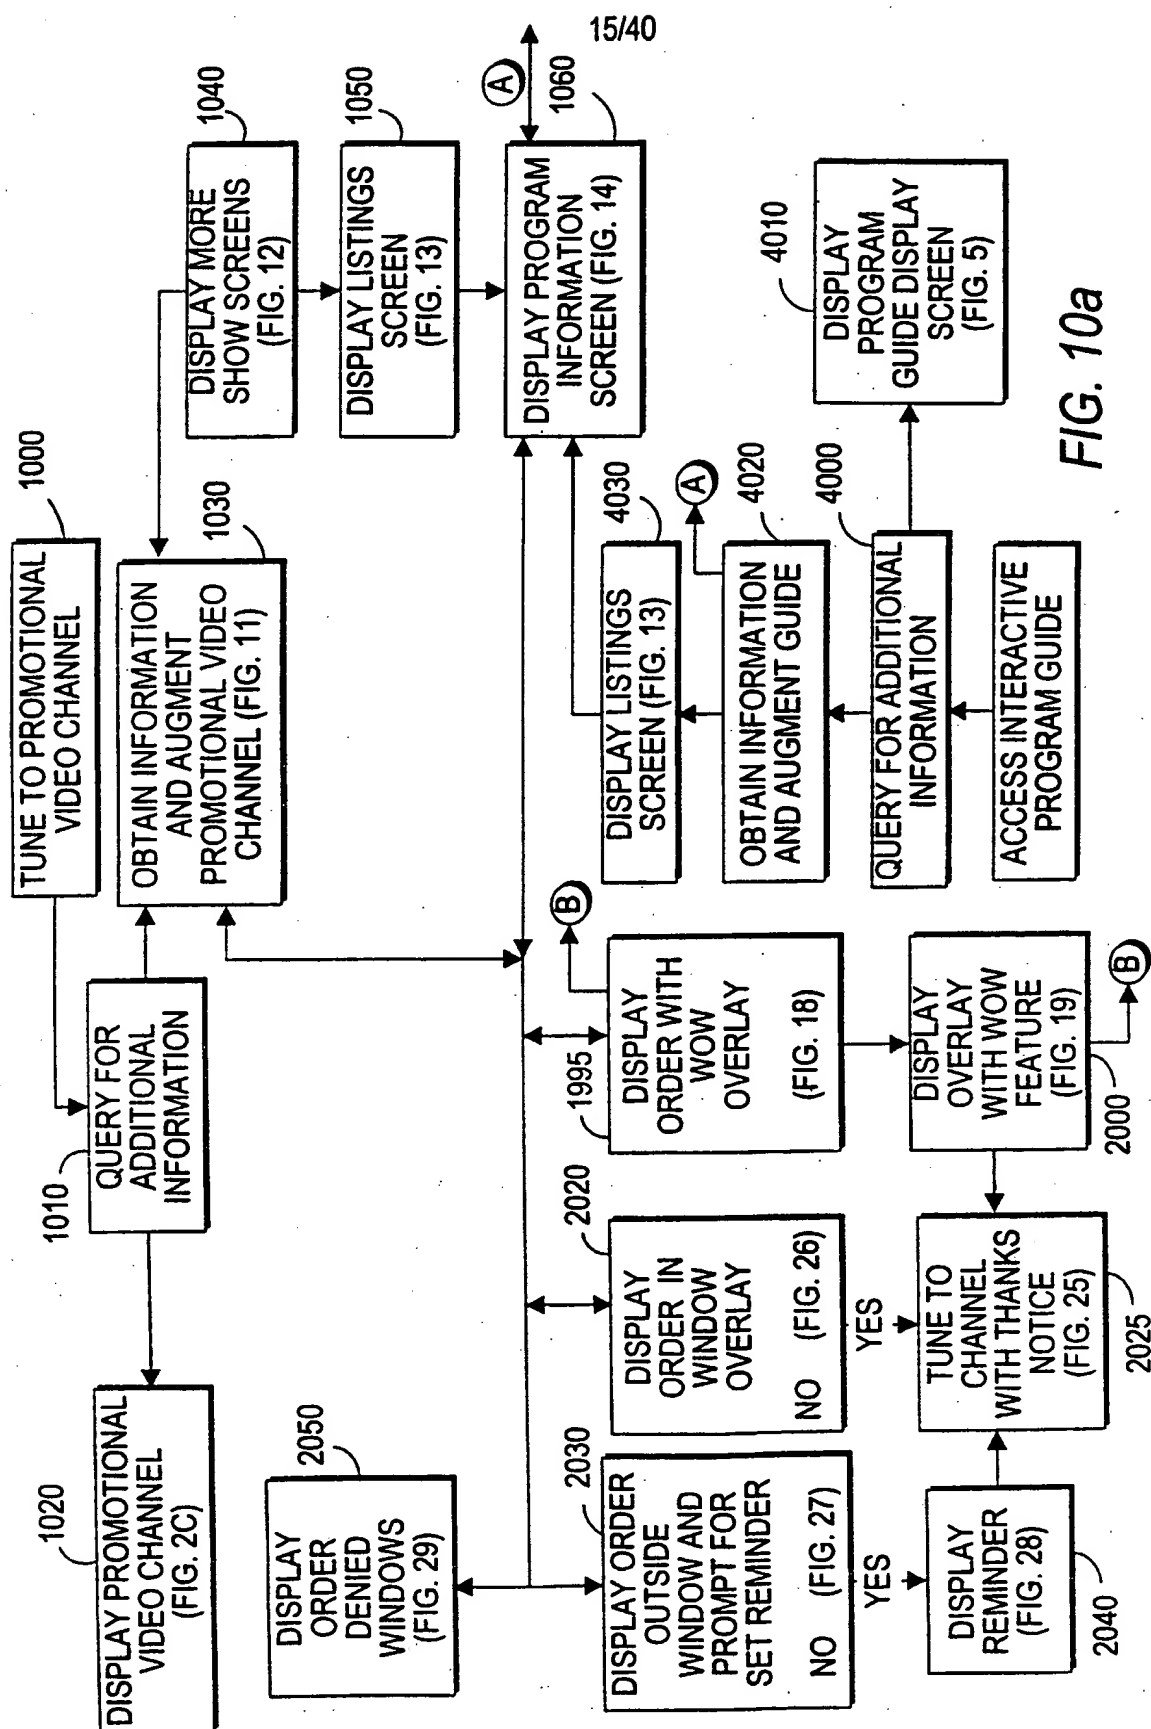 15/40
TUNE TO PROMOTIONAL
VIDEO CHANNEL
1000
QUERY FOR
ADDITIONAL
INFORMATION
1010
DISPLAY PROMOTIONAL
VIDEO CHANNEL
(FIG. 2C)
1020
OBTAIN INFORMATION
AND AUGMENT
PROMOTIONAL VIDEO
CHANNEL (FIG. 11)
1030
DISPLAY MORE
SHOW SCREENS
(FIG. 12)
1040
DISPLAY LISTINGS
SCREEN
(FIG. 13)
1050
DISPLAY PROGRAM
INFORMATION
SCREEN (FIG. 14)
1060
A
DISPLAY
ORDER
DENIED
WINDOWS
(FIG. 29)
2050
DISPLAY ORDER
OUTSIDE
WINDOW AND
PROMPT FOR
SET REMINDER
NO (FIG. 27)
2030
YES
DISPLAY
REMINDER
(FIG. 28)
2040
DISPLAY
ORDER IN
WINDOW
OVERLAY
NO (FIG. 26)
2020
YES
TUNE TO
CHANNEL
WITH THANKS
NOTICE
(FIG. 25)
2025
DISPLAY
ORDER WITH
WOW
OVERLAY
(FIG. 18)
1995
B
DISPLAY
OVERLAY
WITH WOW
FEATURE
(FIG. 19)
2000
B
DISPLAY LISTINGS
SCREEN (FIG. 13)
4030
A
OBTAIN INFORMATION
AND AUGMENT GUIDE
4020
QUERY FOR ADDITIONAL
INFORMATION
4000
ACCESS INTERACTIVE
PROGRAM GUIDE
DISPLAY
PROGRAM
GUIDE DISPLAY
SCREEN
(FIG. 5)
4010
FIG. 10a